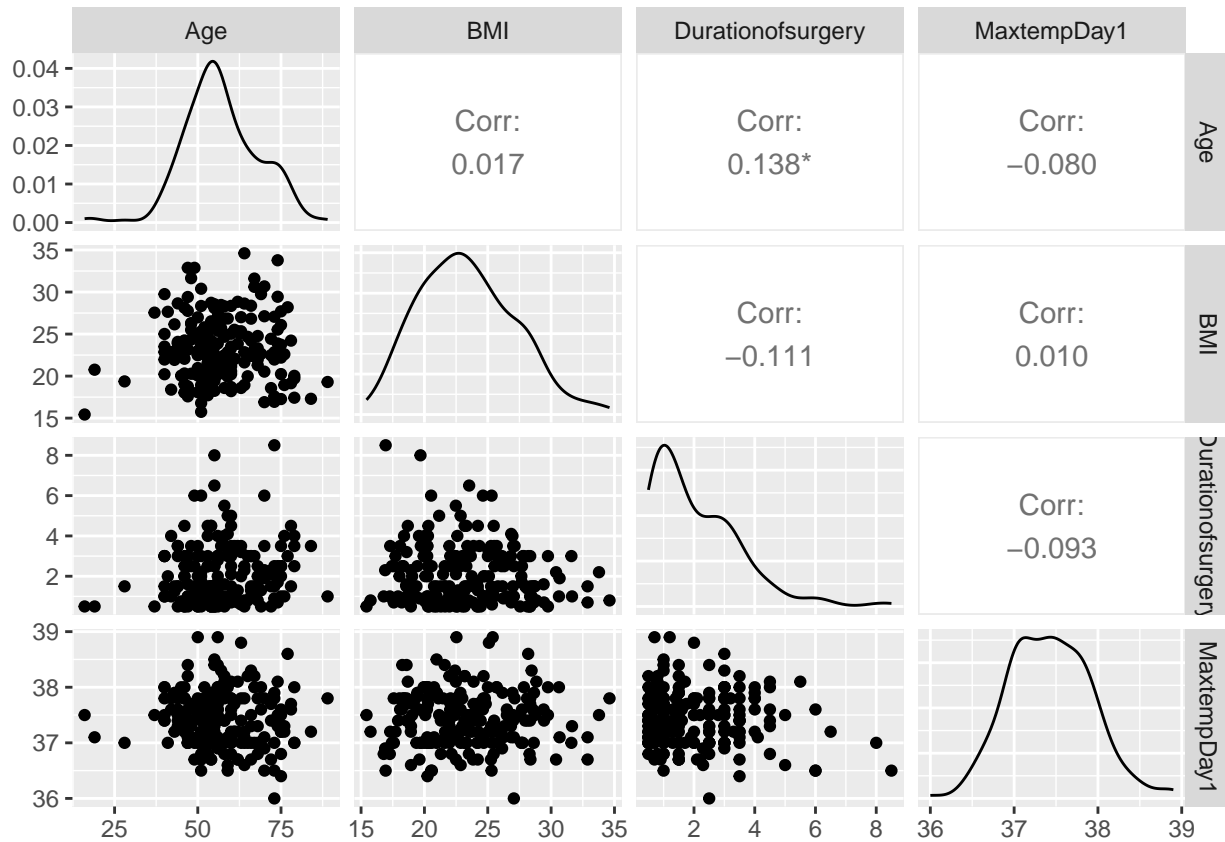 Age BMI Durationofsurgery MaxtempDay1
0.04
0.03
0.02
0.01
0.00
Corr:
0.017
Corr:
0.138*
Corr:
−0.080
Age
35
30
25
20
15
Corr:
−0.111
Corr:
0.010
BMI
8
6
4
2
Corr:
−0.093
Durationofsurgery
39
38
37
36
MaxtempDay1
25 50 75 15 20 25 30 35 2 4 6 8 36 37 38 39